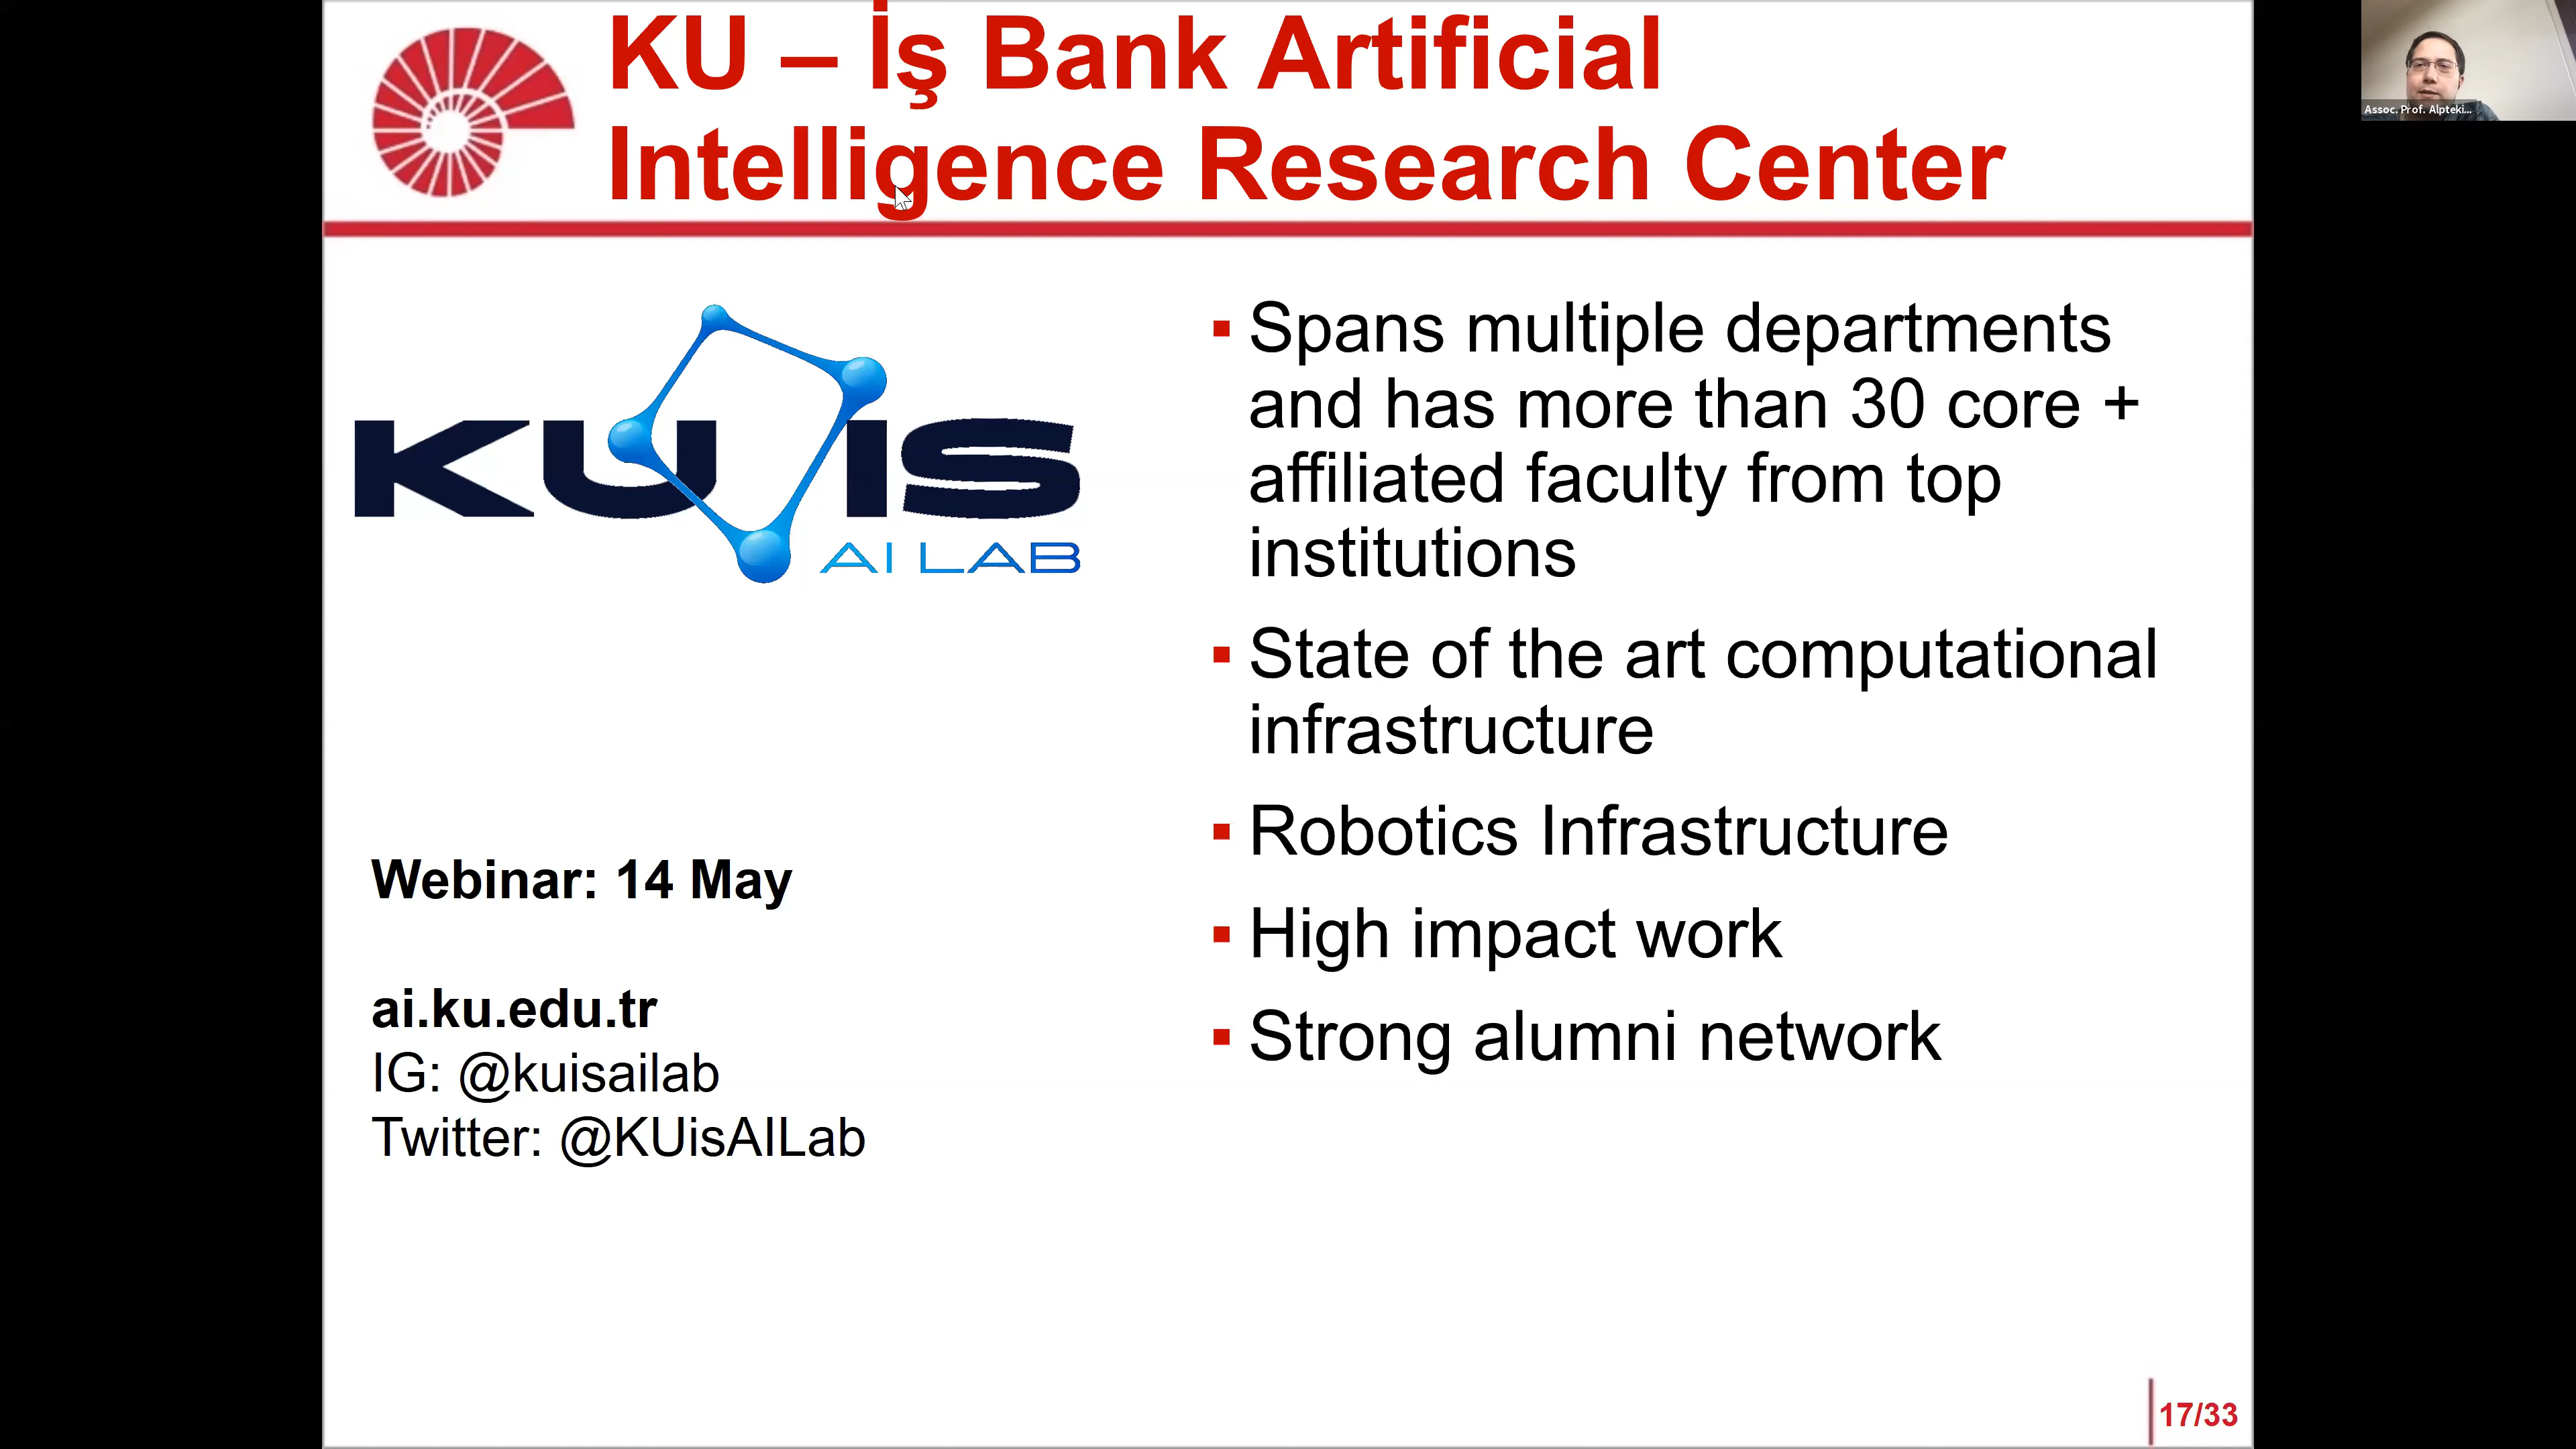 KU – İş Bank Artificial
Intelligence Research Center
KUIS
AI LAB
Webinar: 14 May
ai.ku.edu.tr
IG: @kuisailab
Twitter: @KUisAILab
▪ Spans multiple departments
and has more than 30 core +
affiliated faculty from top
institutions
▪ State of the art computational
infrastructure
▪ Robotics Infrastructure
▪ High impact work
▪ Strong alumni network
17/33
Assoc. Prof. Alpteki...